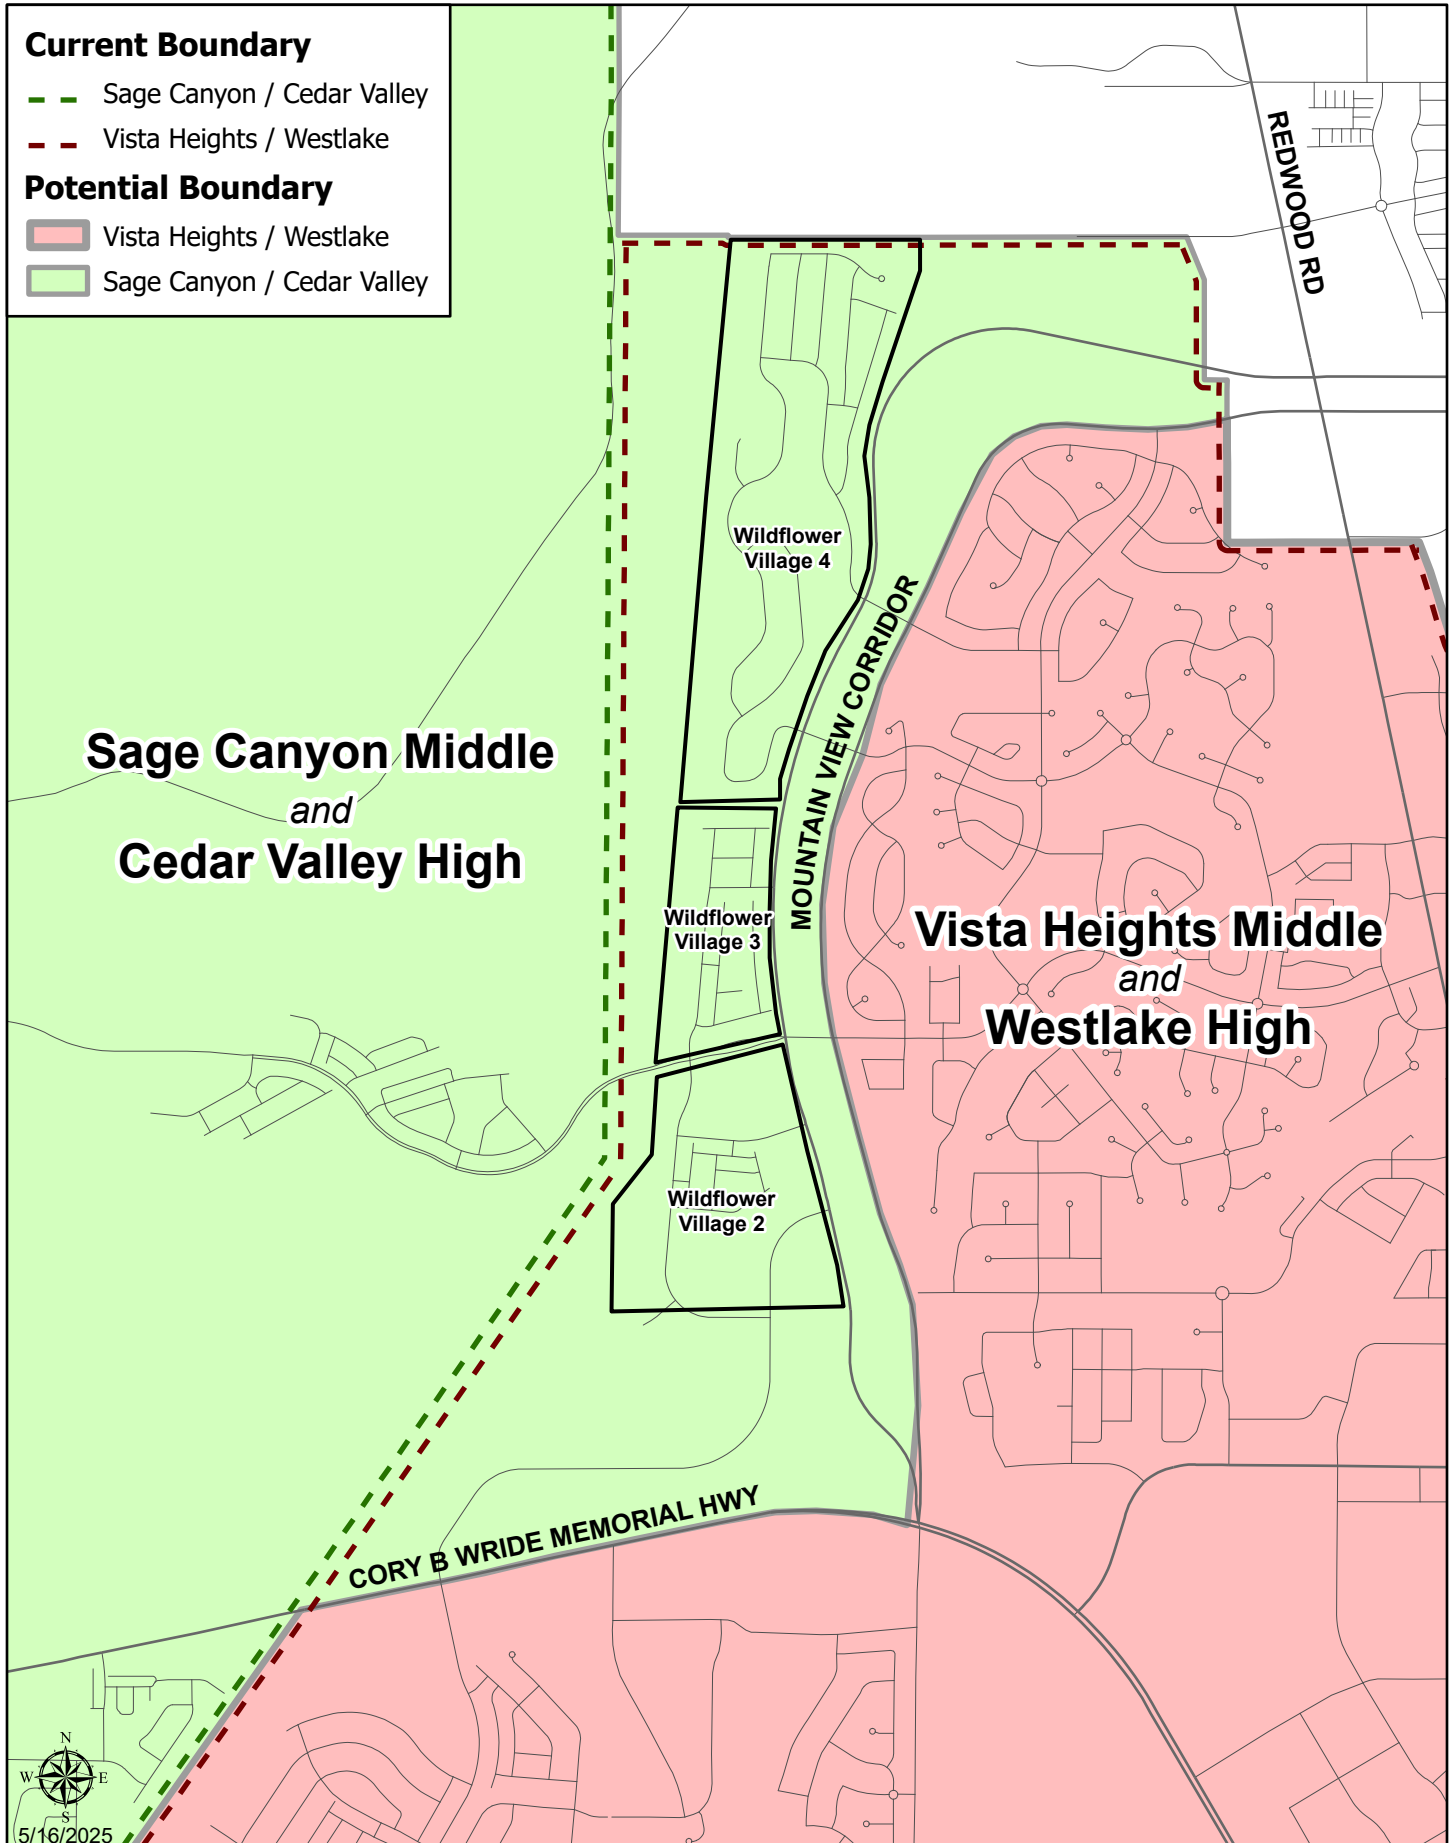 Current Boundary
Sage Canyon / Cedar Valley
Vista Heights / Westlake
Potential Boundary
Vista Heights / Westlake
Sage Canyon / Cedar Valley
REDWOOD RD
Wildflower
Village 4
MOUNTAIN VIEW CORRIDOR
Sage Canyon Middle
and
Cedar Valley High
Wildflower
Village 3
Vista Heights Middle
and
Westlake High
Wildflower
Village 2
CORY B WRIDE MEMORIAL HWY
N
W E
S
5/16/2025